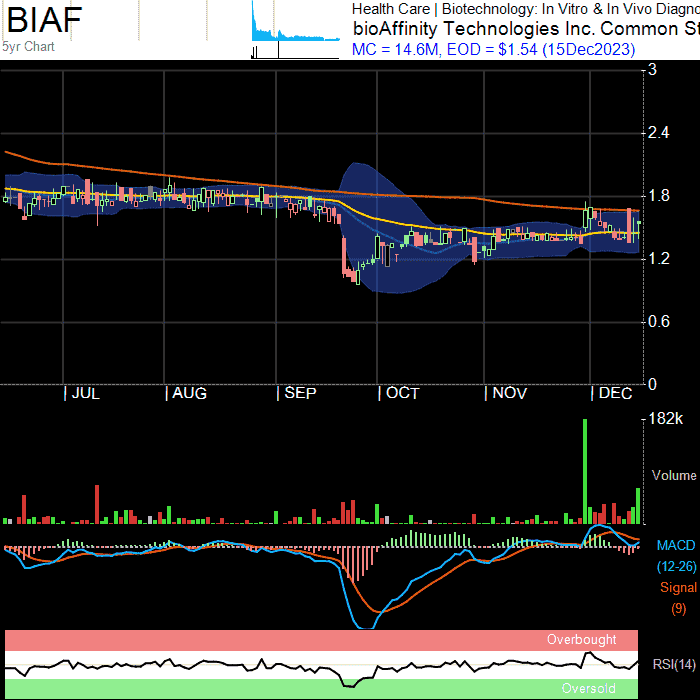 BIAF
5yr Chart
Health Care | Biotechnology: In Vitro & In Vivo Diagno
bioAffinity Technologies Inc. Common St
MC = 14.6M, EOD = $1.54 (15Dec2023)
3
2.4
1.8
1.2
0.6
0
JUL AUG SEP OCT NOV DEC
182k
Volume
MACD
(12-26)
Signal
(9)
Overbought
RSI(14)
Oversold